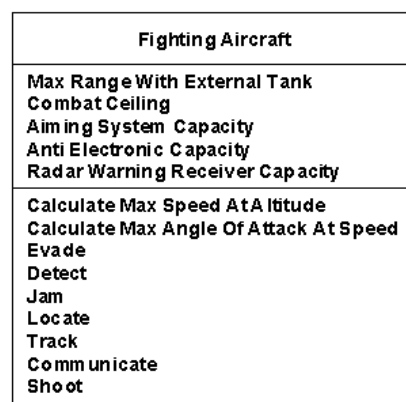 Fighting Aircraft
Max Range With External Tank
Combat Ceiling
Aiming System Capacity
Anti Electronic Capacity
Radar Warning Receiver Capacity
Calculate Max Speed At Altitude
Calculate Max Angle Of Attack At Speed
Evade
Detect
Jam
Locate
Track
Communicate
Shoot